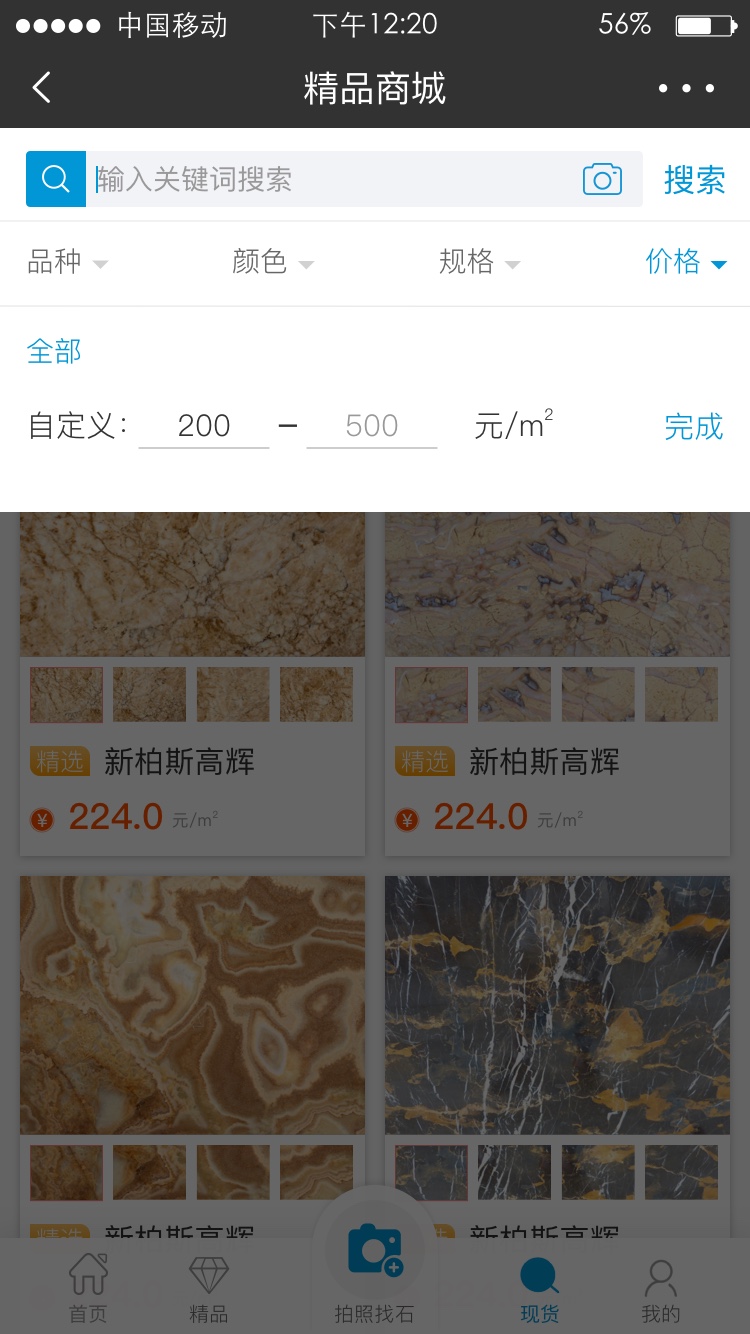 中国移动 下午12:20 56%
精品商城
输入关键词搜索 搜索
品种 颜色 规格 价格
全部
自定义: 200 - 500 元/m² 完成
精选 新柏斯高辉 精选 新柏斯高辉
¥ 224.0 元/m² ¥ 224.0 元/m²
精选 新柏斯高辉 新柏斯高辉
首页 精品 拍照找石 现货 我的